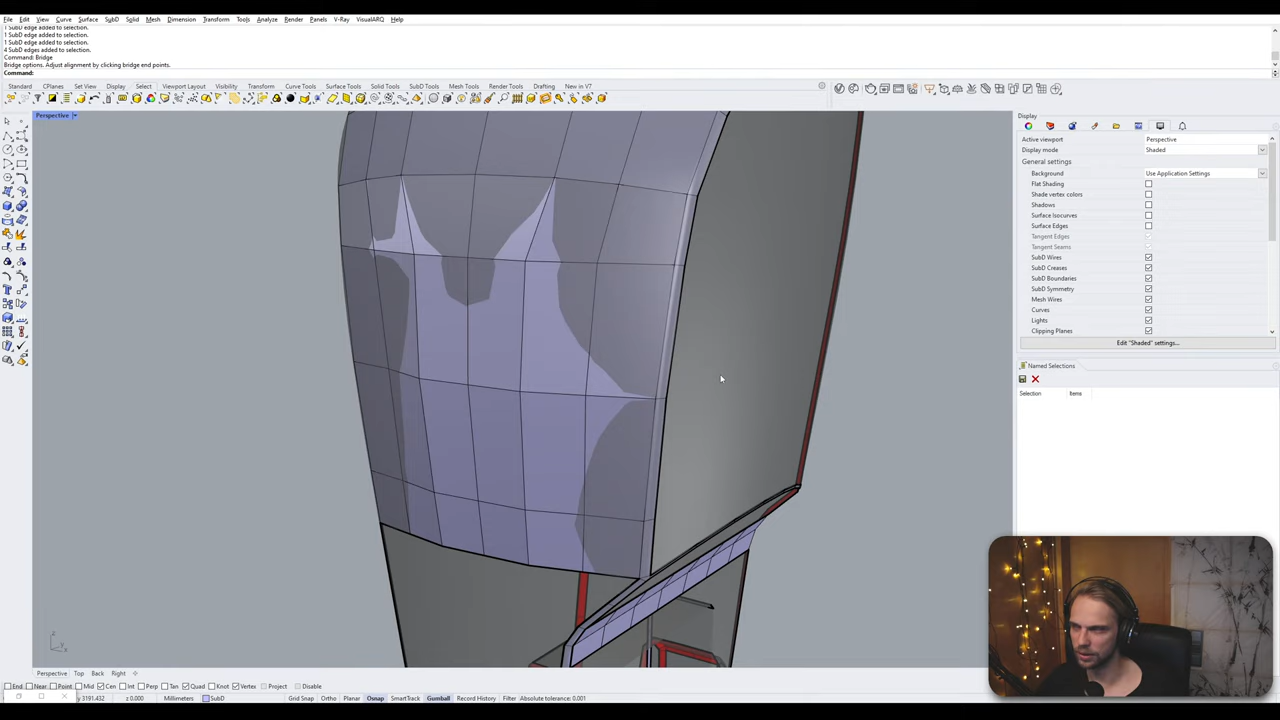 File Edit View Curve Surface SubD Solid Mesh Dimension Transform Tools Analyze Render Panels V-Ray VisualARQ Help
1 SubD edge added to selection.
1 SubD edge added to selection.
1 SubD edge added to selection.
4 SubD edges added to selection.
Command: Bridge
Bridge options. Adjust alignment by clicking bridge end points.
Command:
Standard CPlanes Set View Display Select Viewport Layout Visibility Transform Curve Tools Surface Tools Solid Tools SubD Tools Mesh Tools Render Tools Drafting New in V7
Perspective
Display
Active viewport Perspective
Display mode Shaded
General settings
Background Use Application Settings
Flat Shading
Shade vertex colors
Shadows
Surface Isocurves
Surface Edges
Tangent Edges
Tangent Seams
SubD Wires
SubD Creases
SubD Boundaries
SubD Symmetry
Mesh Wires
Curves
Lights
Clipping Planes
Edit "Shaded" settings...
Named Selections
Selection Items
Perspective Top Back Right
End Near Point Mid Cen Int Perp Tan Quad Knot Vertex Project Disable
y 3191.432 z 0.000 Millimeters SubD Grid Snap Ortho Planar Osnap SmartTrack Gumball Record History Filter Absolute tolerance: 0.001